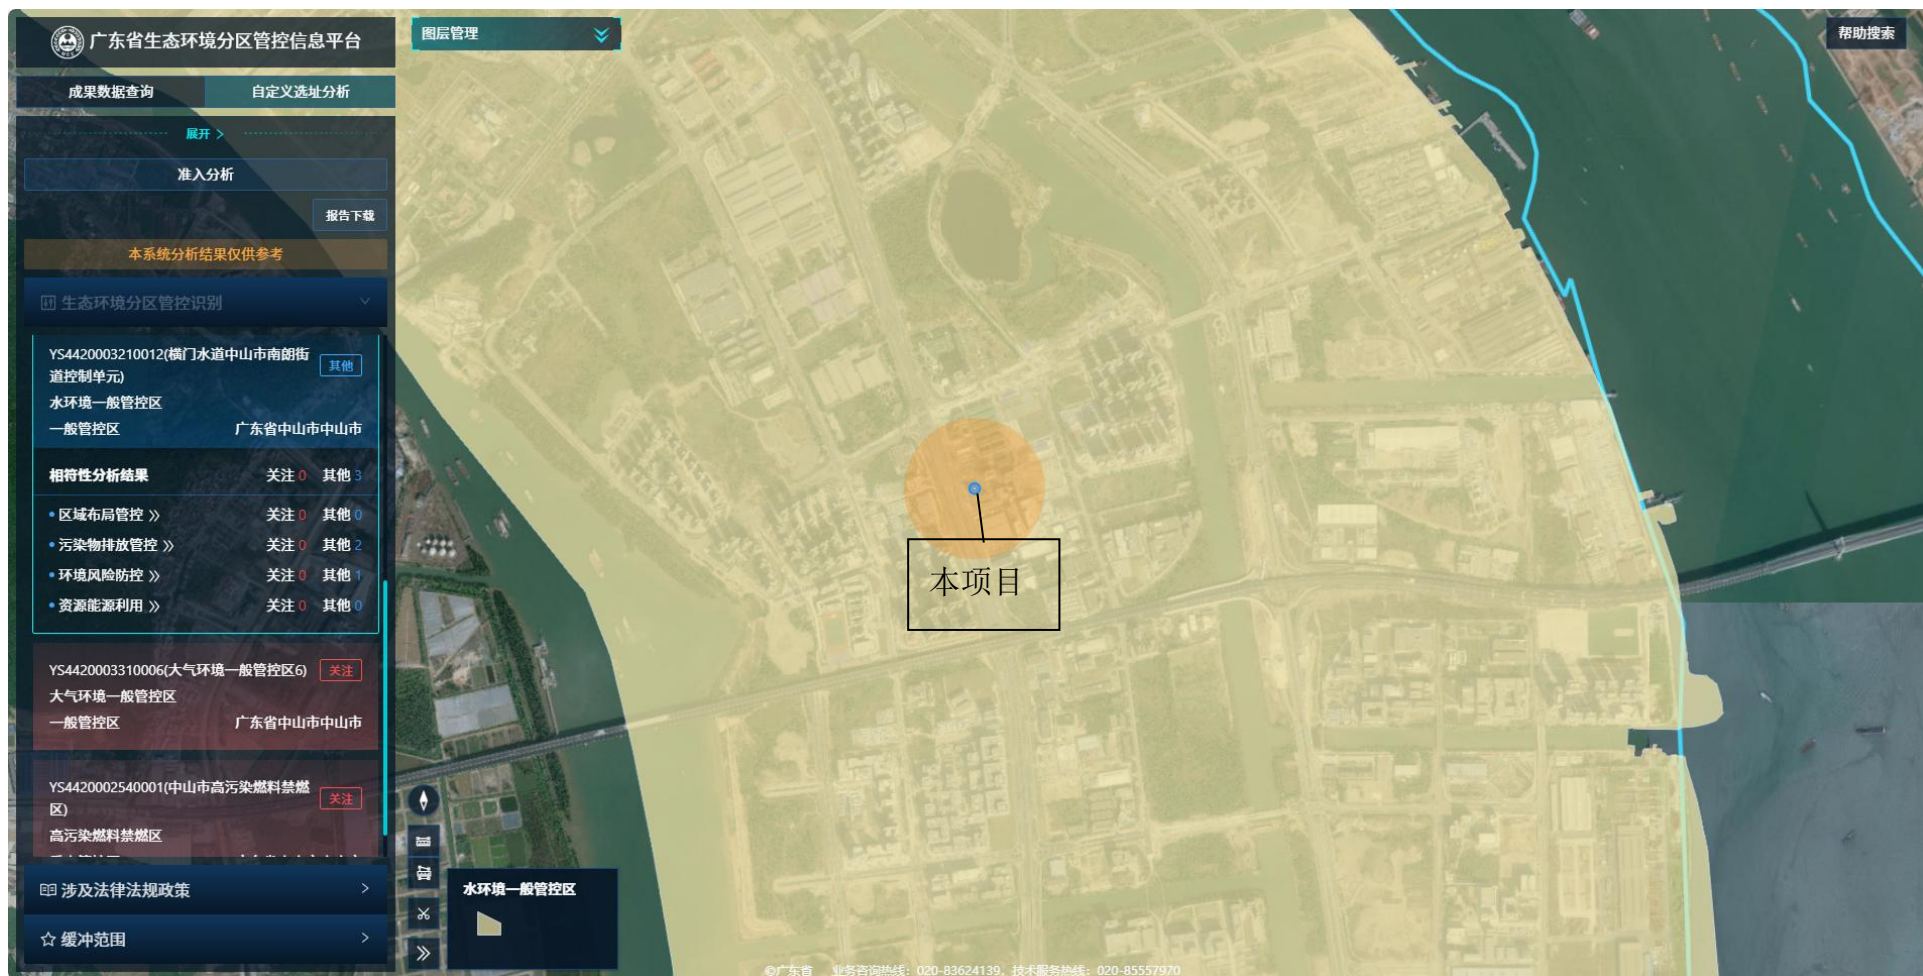 广东省生态环境分区管控信息平台
成果数据查询
自定义选址分析
展开 >
准入分析
报告下载
本系统分析结果仅供参考
生态环境分区管控识别
YS4420003210012(横门水道中山市南朗街
道控制单元)
其他
水环境一般管控区
一般管控区 广东省中山市中山市
相符性分析结果 关注 0 其他 3
• 区域布局管控 » 关注 0 其他 0
• 污染物排放管控 » 关注 0 其他 2
• 环境风险防控 » 关注 0 其他 1
• 资源能源利用 » 关注 0 其他 0
YS4420003310006(大气环境一般管控区6) 关注
大气环境一般管控区
一般管控区 广东省中山市中山市
YS4420002540001(中山市高污染燃料禁燃
区)
关注
高污染燃料禁燃区
涉及法律法规政策 >
缓冲范围 >
图层管理
帮助搜索
本项目
水环境一般管控区
©广东省 业务咨询热线：020-83624139，技术服务热线：020-85557970